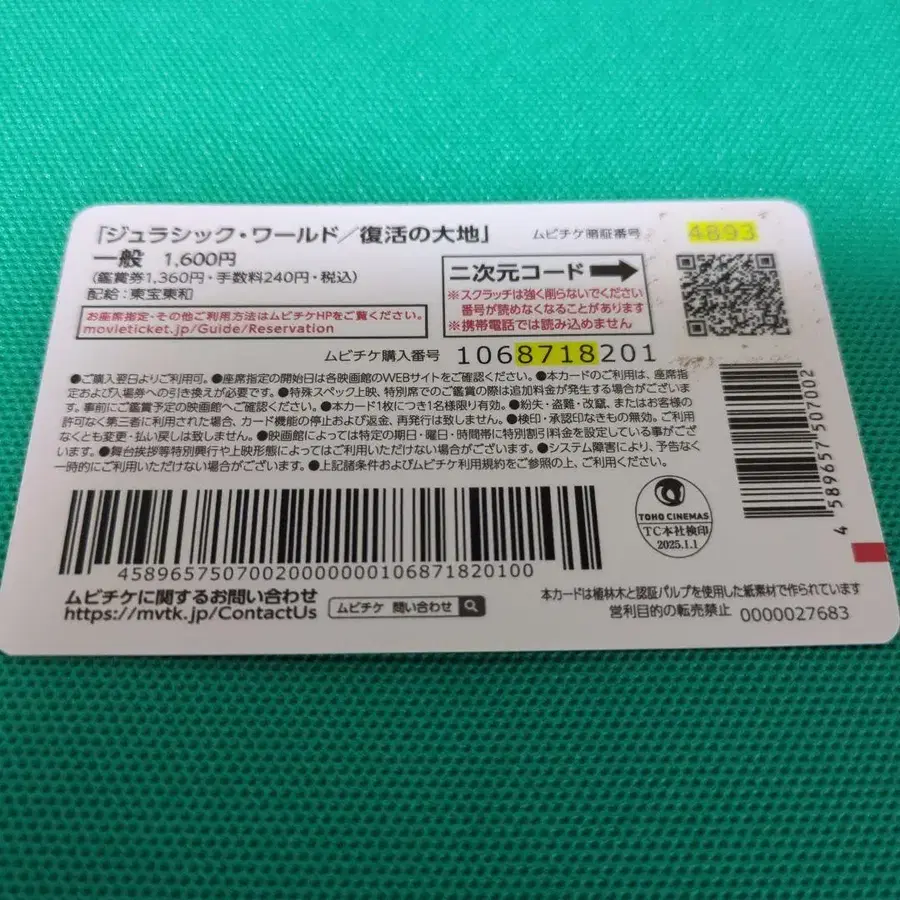 「ジュラシック・ワールド／復活の大地」
ムビチケ暗証番号 4893
一般 1,600円
(鑑賞券1,360円・手数料240円・税込)
配給：東宝東和
お座席指定・その他ご利用方法はムビチケHPをご覧ください。
movieticket.jp/Guide/Reservation
二次元コード
※スクラッチは強く削らないでください
番号が読めなくなることがあります
※携帯電話では読み込めません
ムビチケ購入番号 1068718201
●ご購入翌日よりご利用可。●座席指定の開始日は各映画館のWEBサイトをご確認ください。●本カードのご利用は、座席指
定および入場券への引き換えが必要です。●特殊スペック上映、特別席でのご鑑賞の際は追加料金が発生する場合がございま
す。事前にご鑑賞予定の映画館へご確認ください。●本カード1枚につき1名様限り有効。●紛失・盗難・改竄、またはお客様の
許可なく第三者に利用された場合、カード機能の停止および返金、再発行は致しません。●検印・承認印なきもの無効。ご利用
なくとも変更・払い戻しは致しません。●映画館によっては特定の期日・曜日・時間帯に特別割引料金を設定している事がござ
います。●舞台挨拶等特別興行や上映形態によってはご利用いただけない場合がございます。●システム障害により、予告なく
一時的にご利用いただけない場合がございます。●上記諸条件およびムビチケ利用規約をご参照の上、ご利用ください。
4 589657 507002
TOHO CINEMAS
TC本社検印
2025.1.1
4589657507002000000010687182​0100
ムビチケに関するお問い合わせ
https://mvtk.jp/ContactUs
ムビチケ 問い合わせ
本カードは植林木と認証パルプを使用した紙素材で作られています
営利目的の転売禁止 0000027683